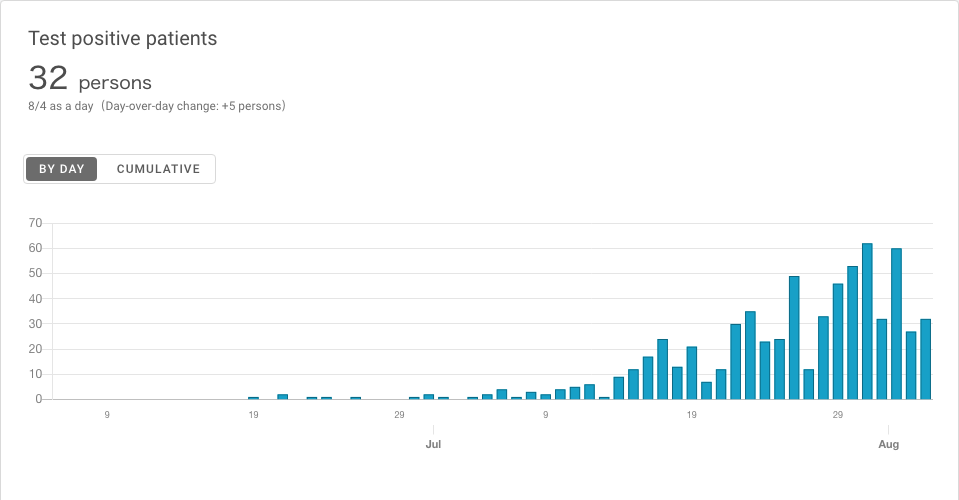 Test positive patients
32 persons
8/4 as a day（Day-over-day change: +5 persons）
BY DAY CUMULATIVE
70
60
50
40
30
20
10
0
9 19 29 9 19 29
Jul Aug